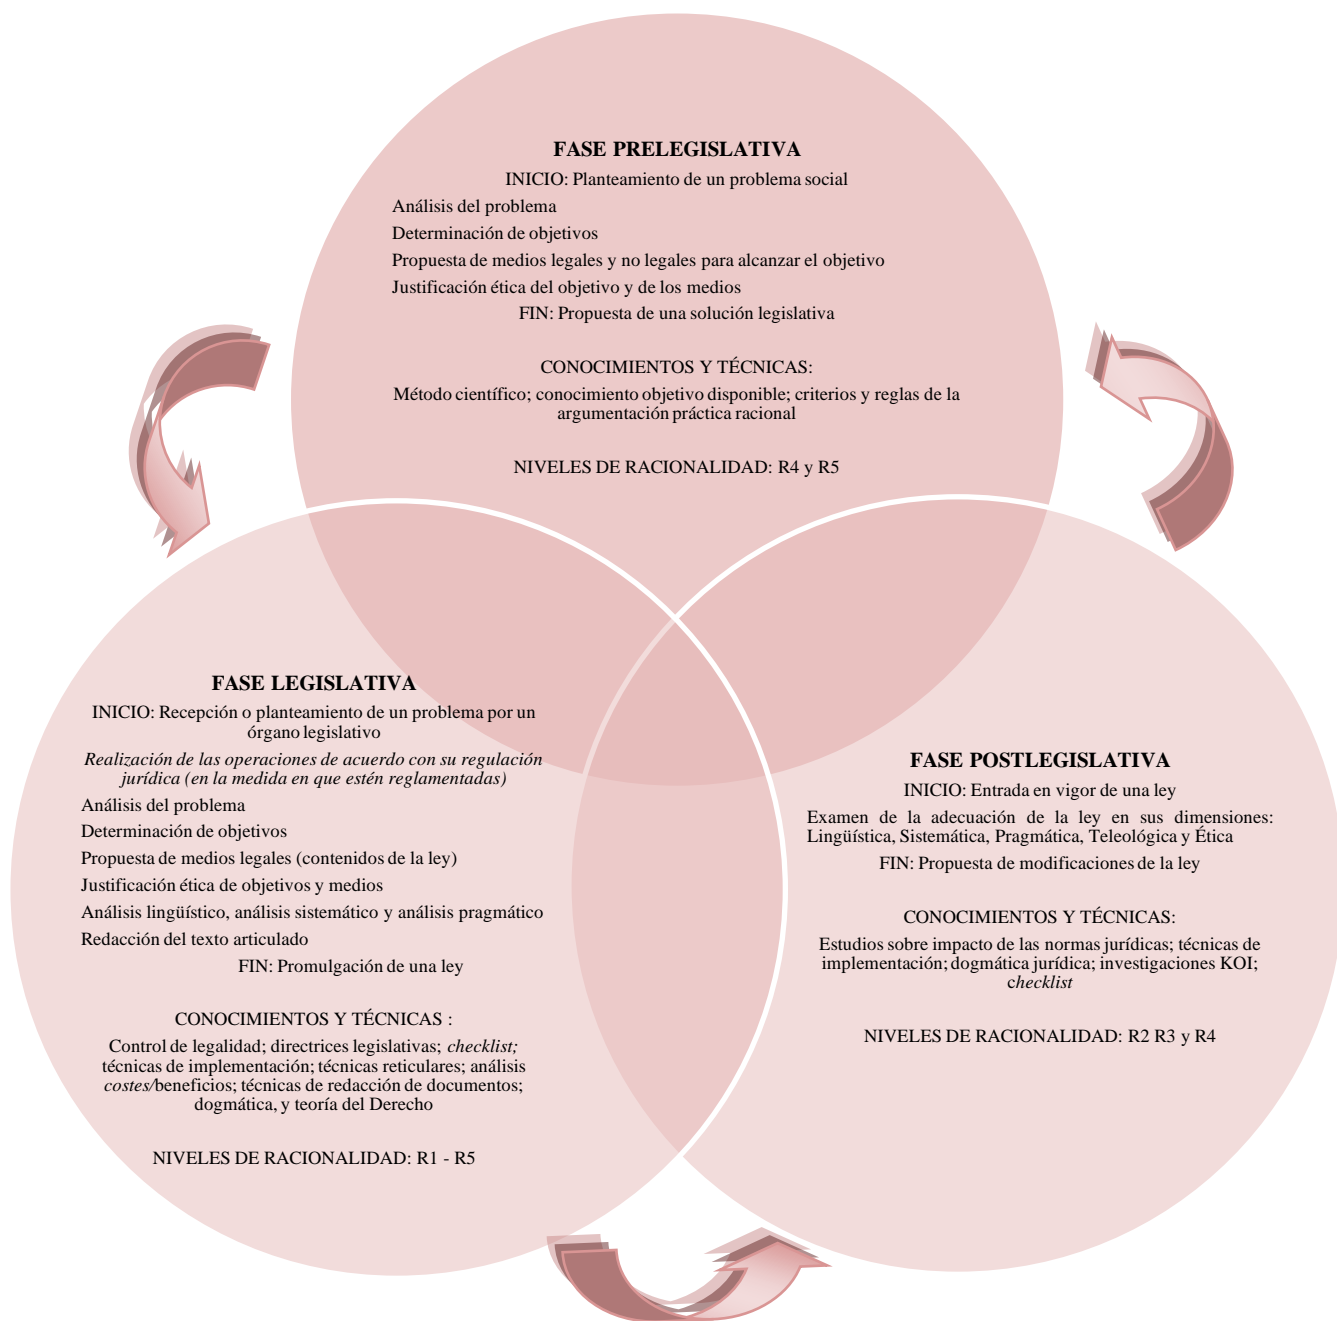 FASE PRELEGISLATIVA
INICIO: Planteamiento de un problema social
Análisis del problema
Determinación de objetivos
Propuesta de medios legales y no legales para alcanzar el objetivo
Justificación ética del objetivo y de los medios
FIN: Propuesta de una solución legislativa
CONOCIMIENTOS Y TÉCNICAS:
Método científico; conocimiento objetivo disponible; criterios y reglas de la
argumentación práctica racional
NIVELES DE RACIONALIDAD: R4 y R5
FASE LEGISLATIVA
INICIO: Recepción o planteamiento de un problema por un
órgano legislativo
Realización de las operaciones de acuerdo con su regulación
jurídica (en la medida en que estén reglamentadas)
Análisis del problema
Determinación de objetivos
Propuesta de medios legales (contenidos de la ley)
Justificación ética de objetivos y medios
Análisis lingüístico, análisis sistemático y análisis pragmático
Redacción del texto articulado
FIN: Promulgación de una ley
CONOCIMIENTOS Y TÉCNICAS :
Control de legalidad; directrices legislativas; checklist;
técnicas de implementación; técnicas reticulares; análisis
costes/beneficios; técnicas de redacción de documentos;
dogmática, y teoría del Derecho
NIVELES DE RACIONALIDAD: R1 - R5
FASE POSTLEGISLATIVA
INICIO: Entrada en vigor de una ley
Examen de la adecuación de la ley en sus dimensiones:
Lingüística, Sistemática, Pragmática, Teleológica y Ética
FIN: Propuesta de modificaciones de la ley
CONOCIMIENTOS Y TÉCNICAS:
Estudios sobre impacto de las normas jurídicas; técnicas de
implementación; dogmática jurídica; investigaciones KOI;
checklist
NIVELES DE RACIONALIDAD: R2 R3 y R4